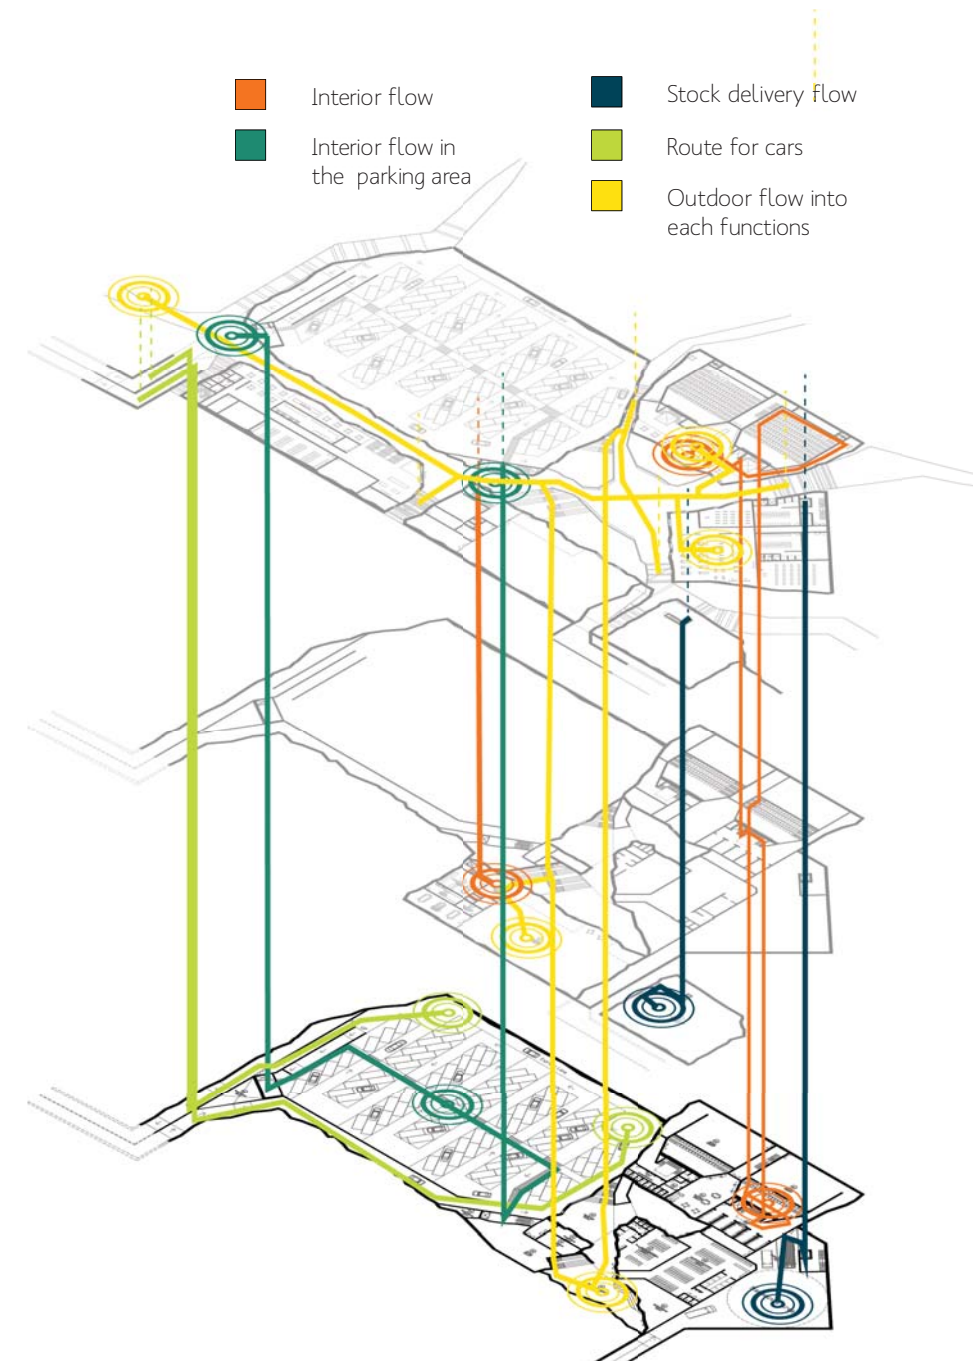 Interior flow
Interior flow in
the parking area
Stock delivery flow
Route for cars
Outdoor flow into
each functions